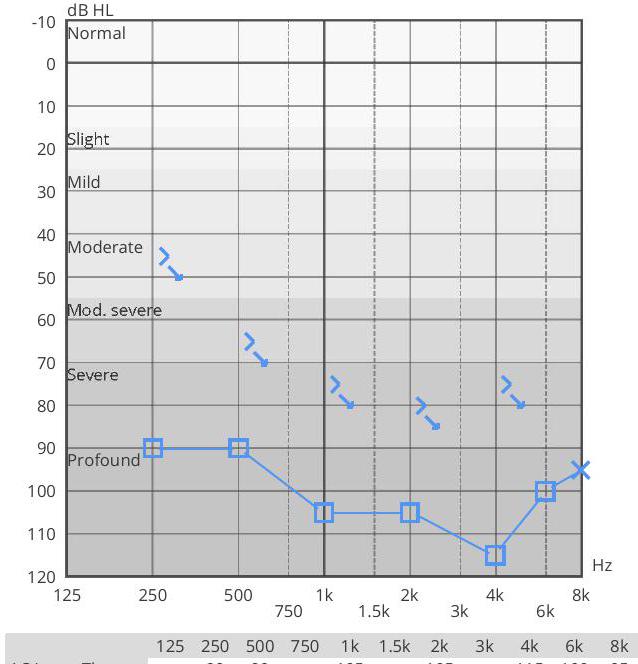 dB HL
-10
Normal
0
10
Slight
20
Mild
30
40
Moderate
50
Mod. severe
60
70
Severe
80
90
Profound
100
110
120
Hz
125 250 500 750 1k 1.5k 2k 3k 4k 6k 8k
125 250 500 750 1k 1.5k 2k 3k 4k 6k 8k